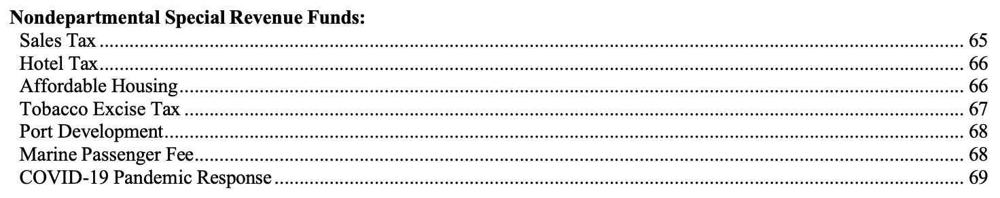 Nondepartmental Special Revenue Funds:
Sales Tax ........ 65
Hotel Tax ........ 66
Affordable Housing ........ 66
Tobacco Excise Tax ........ 67
Port Development ........ 68
Marine Passenger Fee ........ 68
COVID-19 Pandemic Response ........ 69